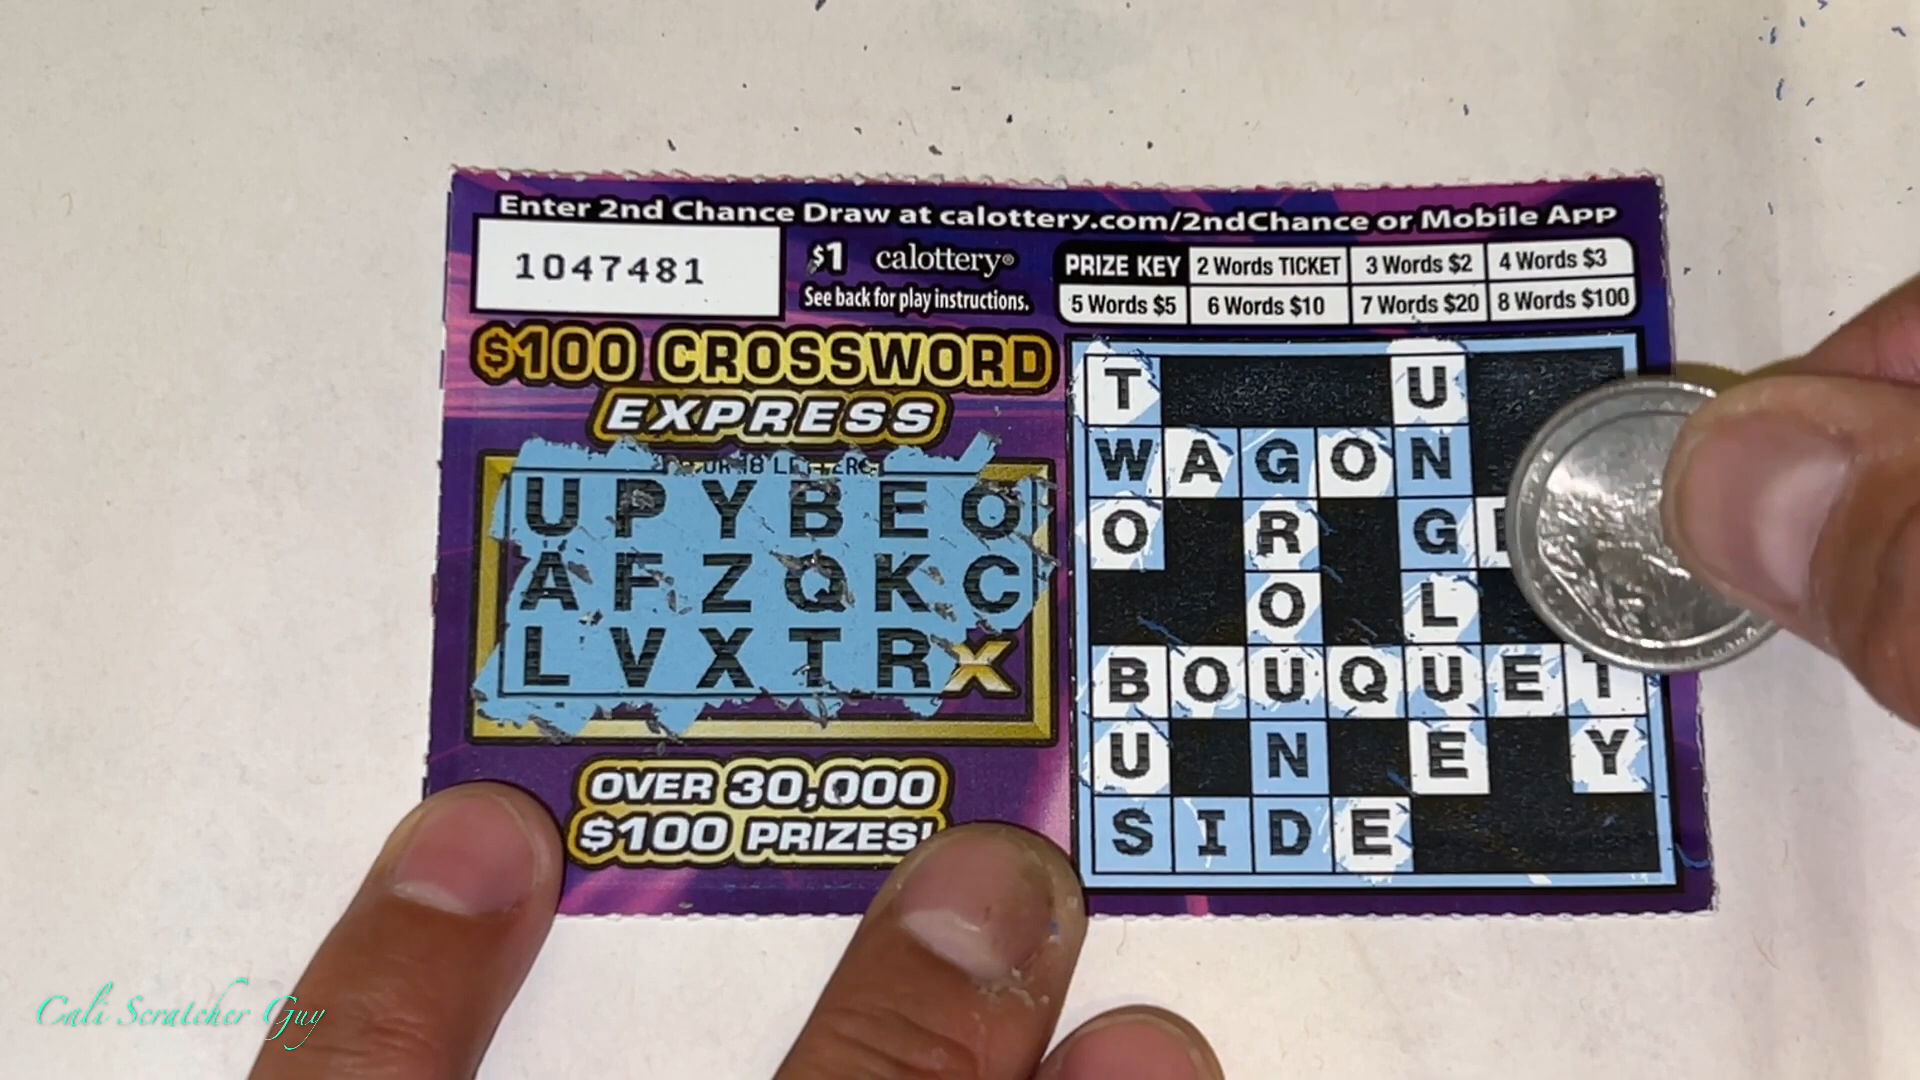 Enter 2nd Chance Draw at calottery.com/2ndChance or Mobile App
1047481
$1 calottery®
See back for play instructions.
PRIZE KEY 2 Words TICKET 3 Words $2 4 Words $3
5 Words $5 6 Words $10 7 Words $20 8 Words $100
$100 CROSSWORD
EXPRESS
U P Y B E O
A F Z Q K C
L V X T R X
OVER 30,000
$100 PRIZES!
T U
W A G O N N
O R G
O L
B O U Q U E T
U N E Y
S I D E
Cali Scratcher Guy